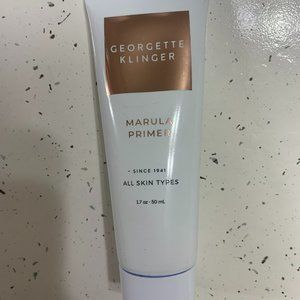 GEORGETTE
KLINGER
MARULA
PRIMER
• SINCE 1941 •
ALL SKIN TYPES
1.7 oz • 50 mL